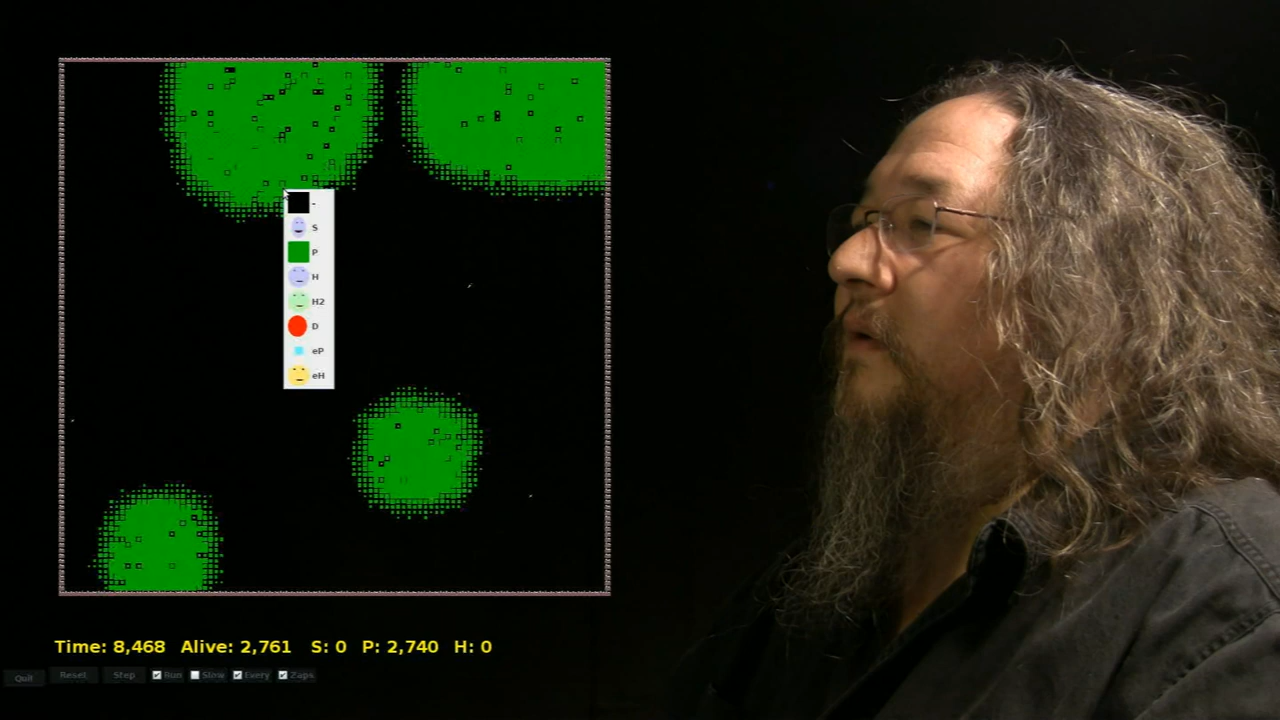 -
S
P
H
H2
D
eP
eH
Time: 8,468 Alive: 2,761 S: 0 P: 2,740 H: 0
Quit Reset Step Run Slow Every Zaps